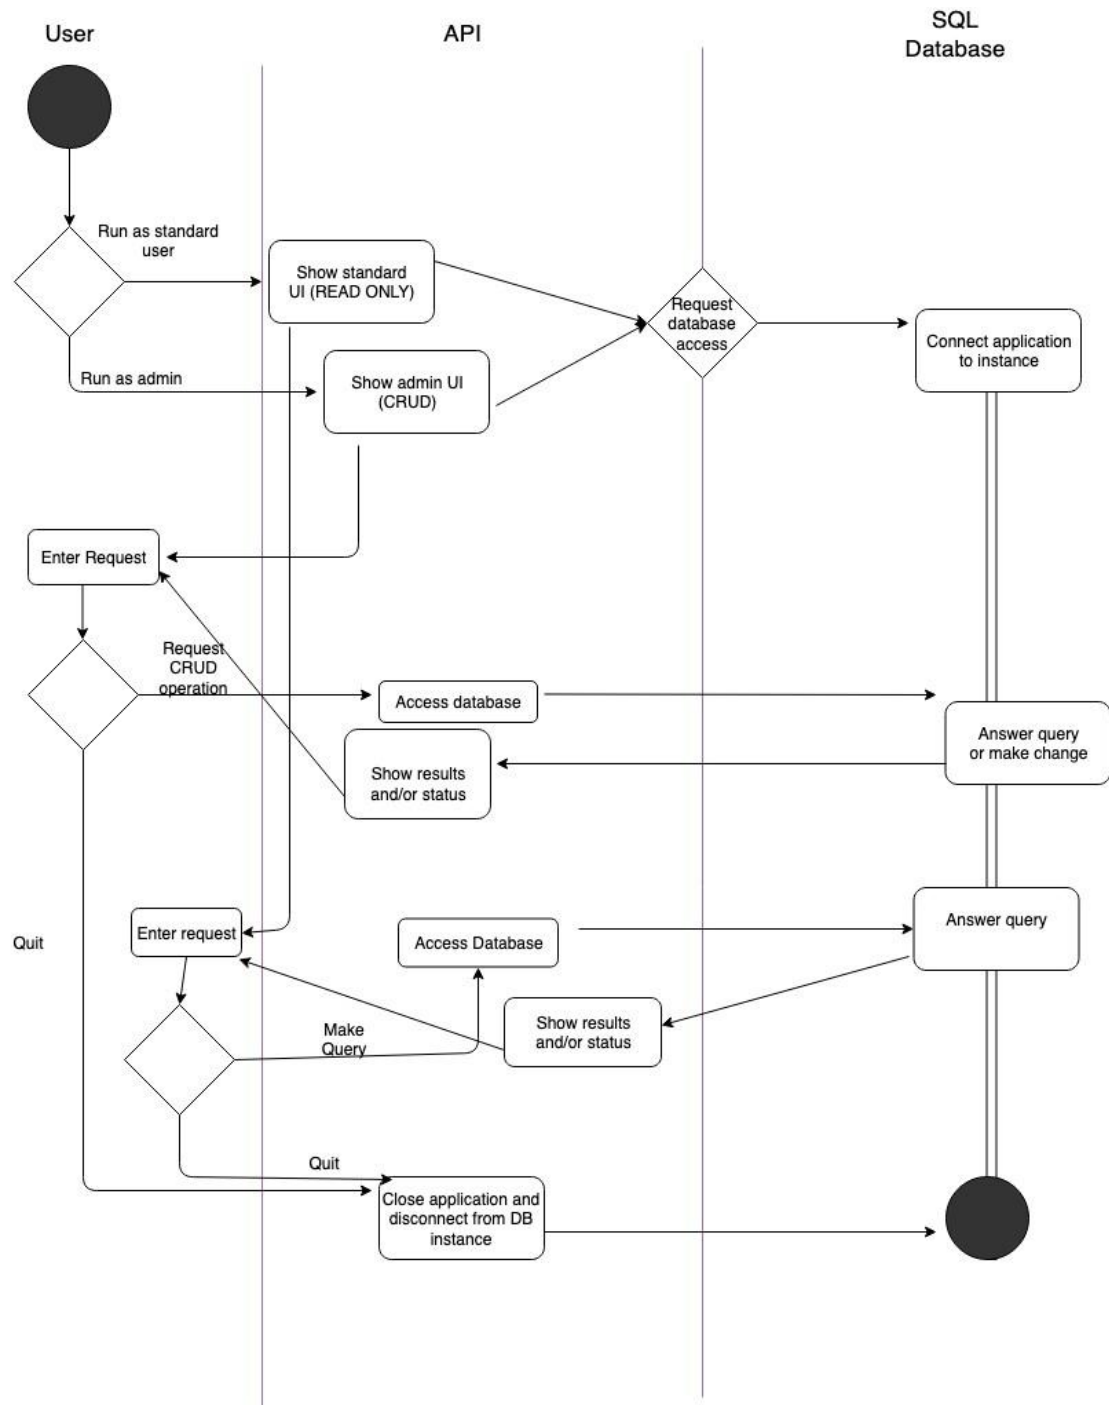 User
API
SQL
Database
Run as standard
user
Show standard
UI (READ ONLY)
Request
database
access
Connect application
to instance
Run as admin
Show admin UI
(CRUD)
Enter Request
Request
CRUD
operation
Access database
Answer query
or make change
Show results
and/or status
Quit
Enter request
Access Database
Answer query
Make
Query
Show results
and/or status
Quit
Close application and
disconnect from DB
instance